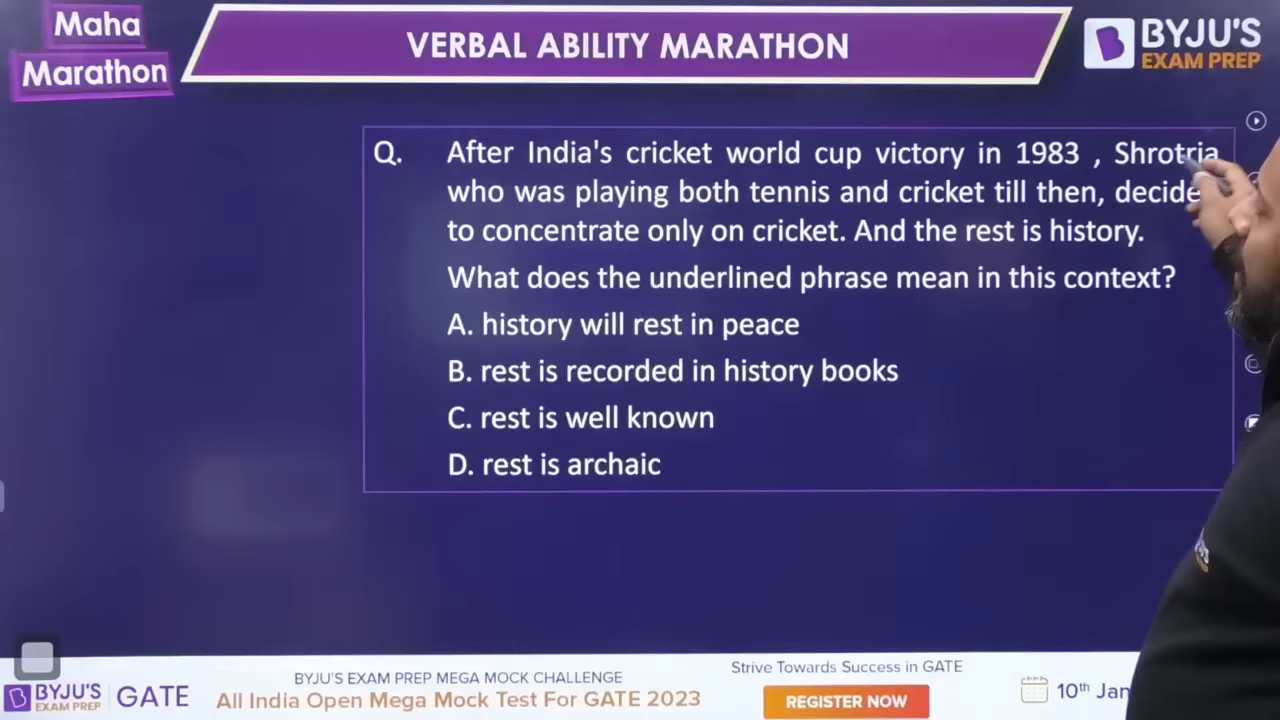 Maha
Marathon
VERBAL ABILITY MARATHON
BYJU'S
EXAM PREP
Q. After India's cricket world cup victory in 1983 , Shrotria
who was playing both tennis and cricket till then, decide
to concentrate only on cricket. And the rest is history.
What does the underlined phrase mean in this context?
A. history will rest in peace
B. rest is recorded in history books
C. rest is well known
D. rest is archaic
BYJU'S
EXAM PREP
GATE
BYJU'S EXAM PREP MEGA MOCK CHALLENGE
All India Open Mega Mock Test For GATE 2023
Strive Towards Success in GATE
REGISTER NOW
10th Jan